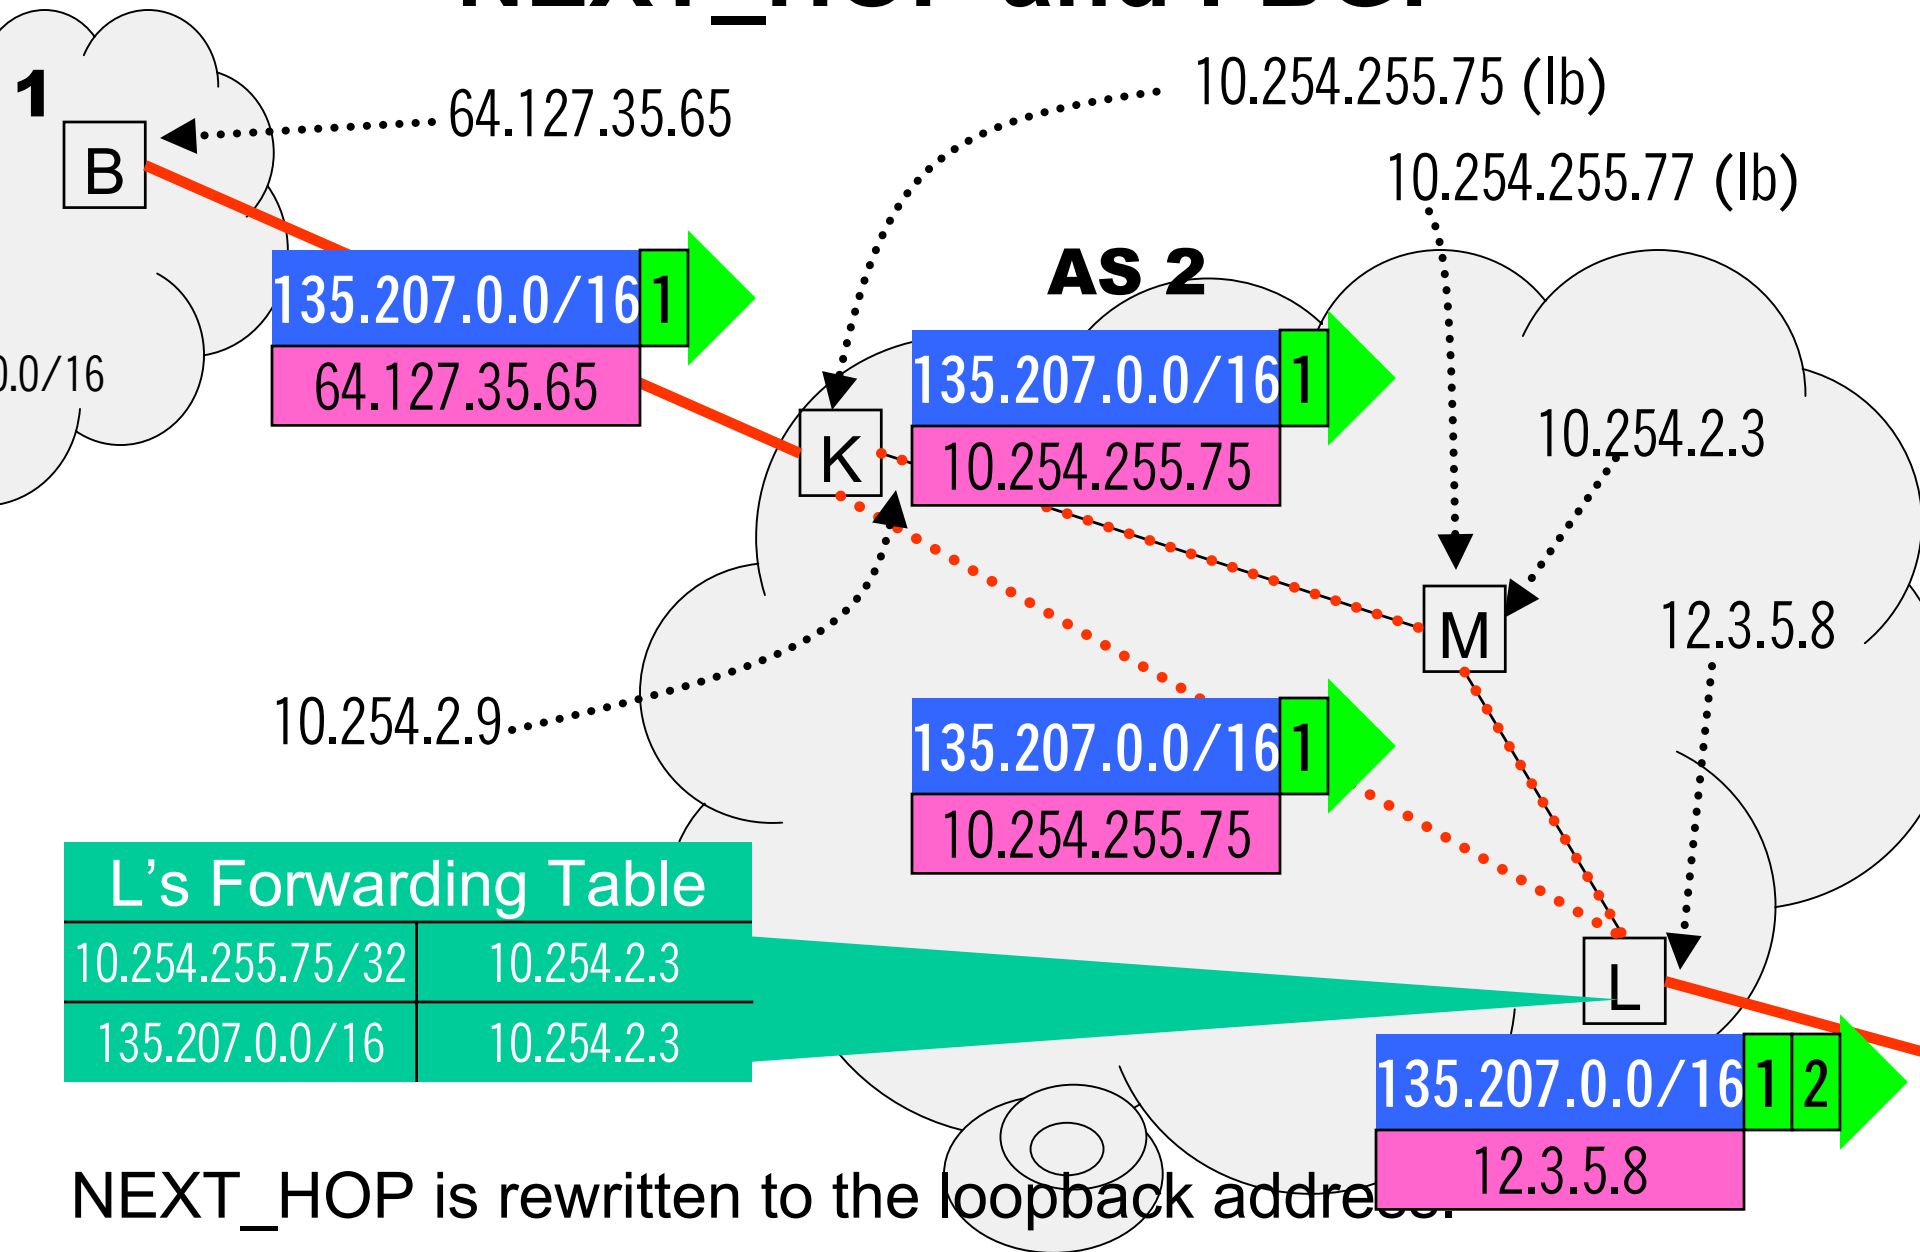 NEXT_HOP and I-BGP
1
B
64.127.35.65
10.254.255.75 (lb)
10.254.255.77 (lb)
AS 2
135.207.0.0/16 1
64.127.35.65
0.0/16
K
135.207.0.0/16 1
10.254.255.75
10.254.2.3
M
12.3.5.8
10.254.2.9
135.207.0.0/16 1
10.254.255.75
L's Forwarding Table
10.254.255.75/32 10.254.2.3
135.207.0.0/16 10.254.2.3
L
135.207.0.0/16 1 2
12.3.5.8
NEXT_HOP is rewritten to the loopback address.